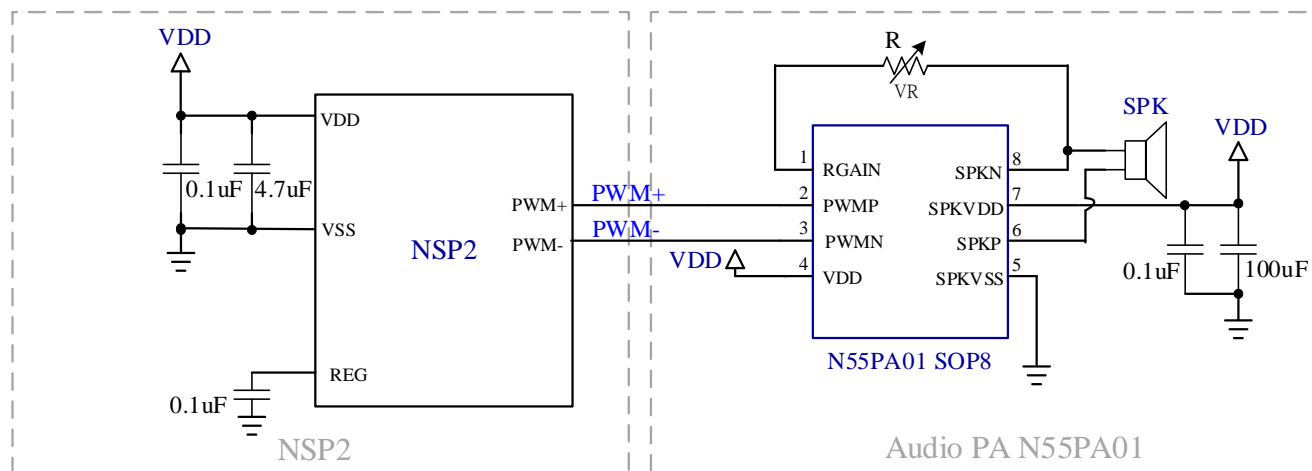 VDD
VDD
0.1uF
4.7uF
VSS
PWM+
PWM-
NSP2
REG
0.1uF
NSP2
PWM+
PWM-
R
VR
SPK
VDD
1
RGAIN
SPKN
8
2
PWMP
SPKVDD
7
3
PWMN
SPKP
6
VDD
4
VDD
SPKVSS
5
0.1uF
100uF
N55PA01 SOP8
Audio PA N55PA01